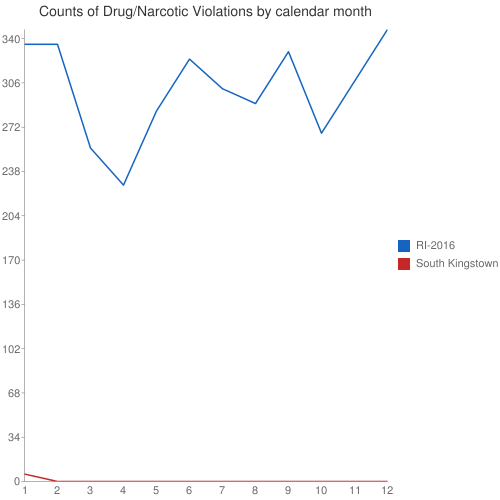 Counts of Drug/Narcotic Violations by calendar month
340
306
272
238
204
170
136
102
68
34
0
1 2 3 4 5 6 7 8 9 10 11 12
RI-2016
South Kingstown